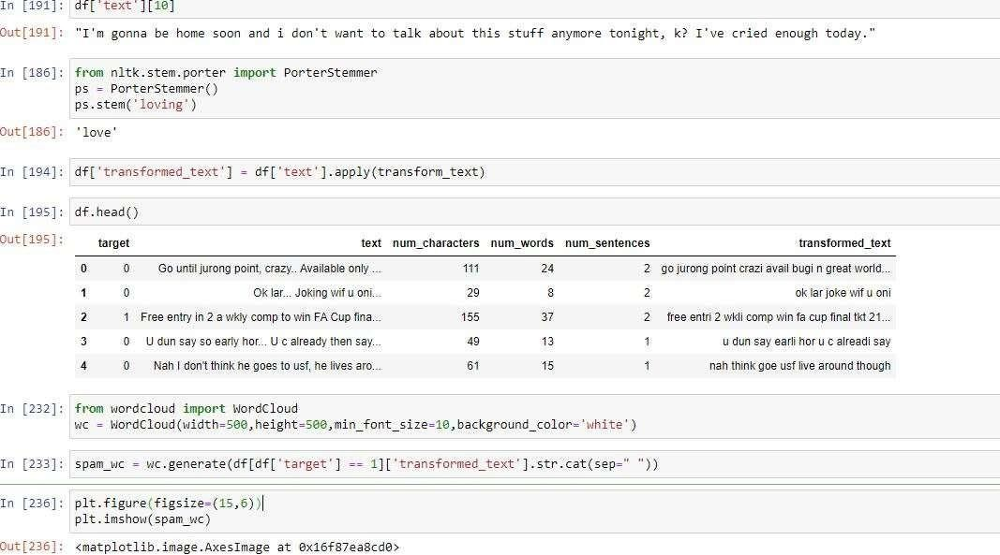 In [191]: df['text'][10]
Out[191]: "I'm gonna be home soon and i don't want to talk about this stuff anymore tonight, k? I've cried enough today."
In [186]: from nltk.stem.porter import PorterStemmer
ps = PorterStemmer()
ps.stem('loving')
Out[186]: 'love'
In [194]: df['transformed_text'] = df['text'].apply(transform_text)
In [195]: df.head()
Out[195]:
target text num_characters num_words num_sentences transformed_text
0 0 Go until jurong point, crazy.. Available only ... 111 24 2 go jurong point crazi avail bugi n great world...
1 0 Ok lar... Joking wif u oni... 29 8 2 ok lar joke wif u oni
2 1 Free entry in 2 a wkly comp to win FA Cup fina... 155 37 2 free entri 2 wkli comp win fa cup final tkt 21...
3 0 U dun say so early hor... U c already then say... 49 13 1 u dun say earli hor u c alreadi say
4 0 Nah I don't think he goes to usf, he lives aro... 61 15 1 nah think goe usf live around though
In [232]: from wordcloud import WordCloud
wc = WordCloud(width=500,height=500,min_font_size=10,background_color='white')
In [233]: spam_wc = wc.generate(df[df['target'] == 1]['transformed_text'].str.cat(sep=" "))
In [236]: plt.figure(figsize=(15,6))
plt.imshow(spam_wc)
Out[236]: <matplotlib.image.AxesImage at 0x16f87ea8cd0>